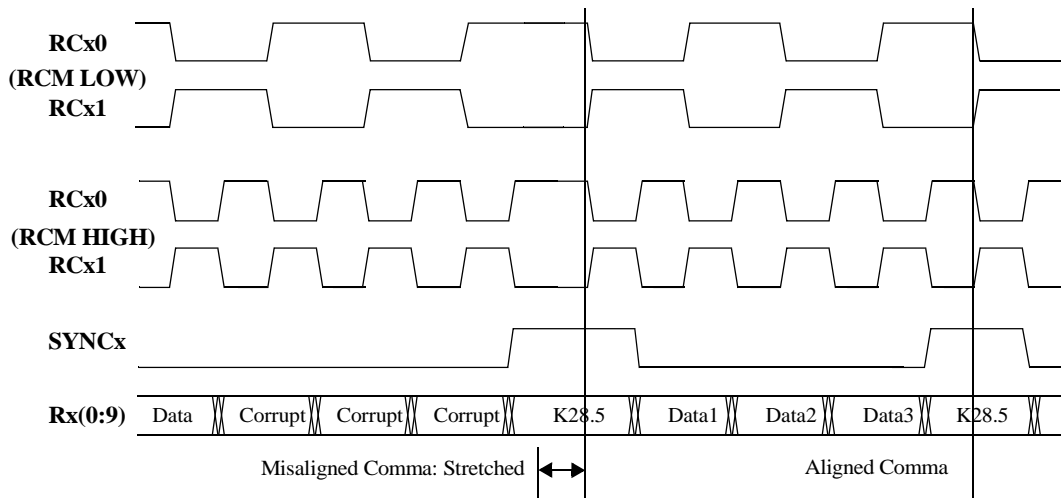 RCx0
(RCM LOW)
RCx1
RCx0
(RCM HIGH)
RCx1
SYNCx
Rx(0:9) Data Corrupt Corrupt Corrupt K28.5 Data1 Data2 Data3 K28.5
Misaligned Comma: Stretched Aligned Comma